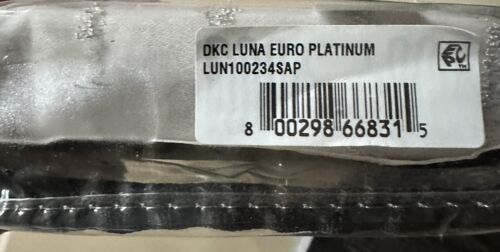 DKC LUNA EURO PLATINUM
LUN100234SAP
8 00298 66831 5